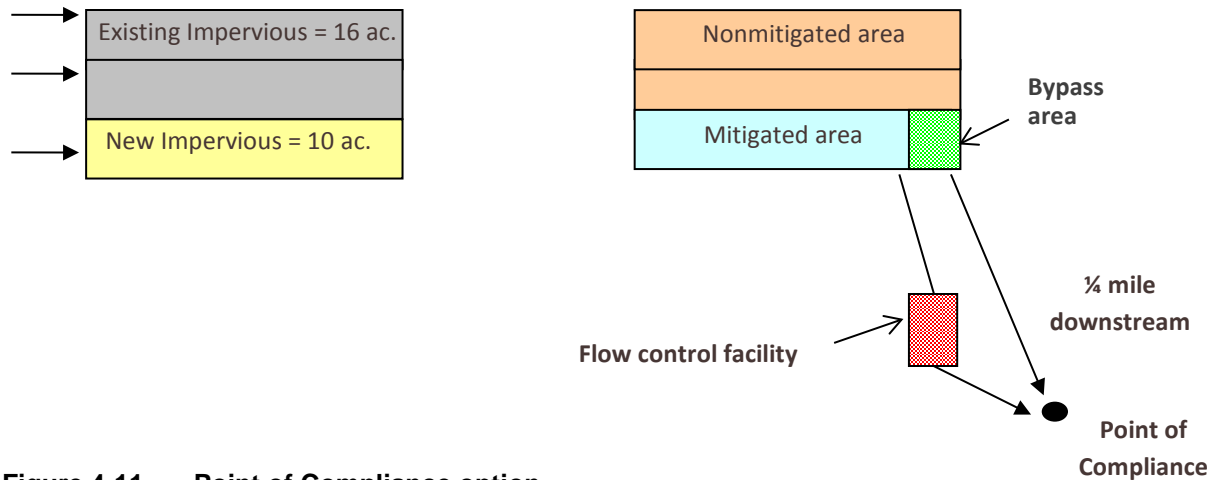 Existing Impervious = 16 ac.
New Impervious = 10 ac.
Nonmitigated area
Mitigated area
Bypass
area
¼ mile
downstream
Flow control facility
Point of
Compliance
Figure 4-11. Point of Compliance option